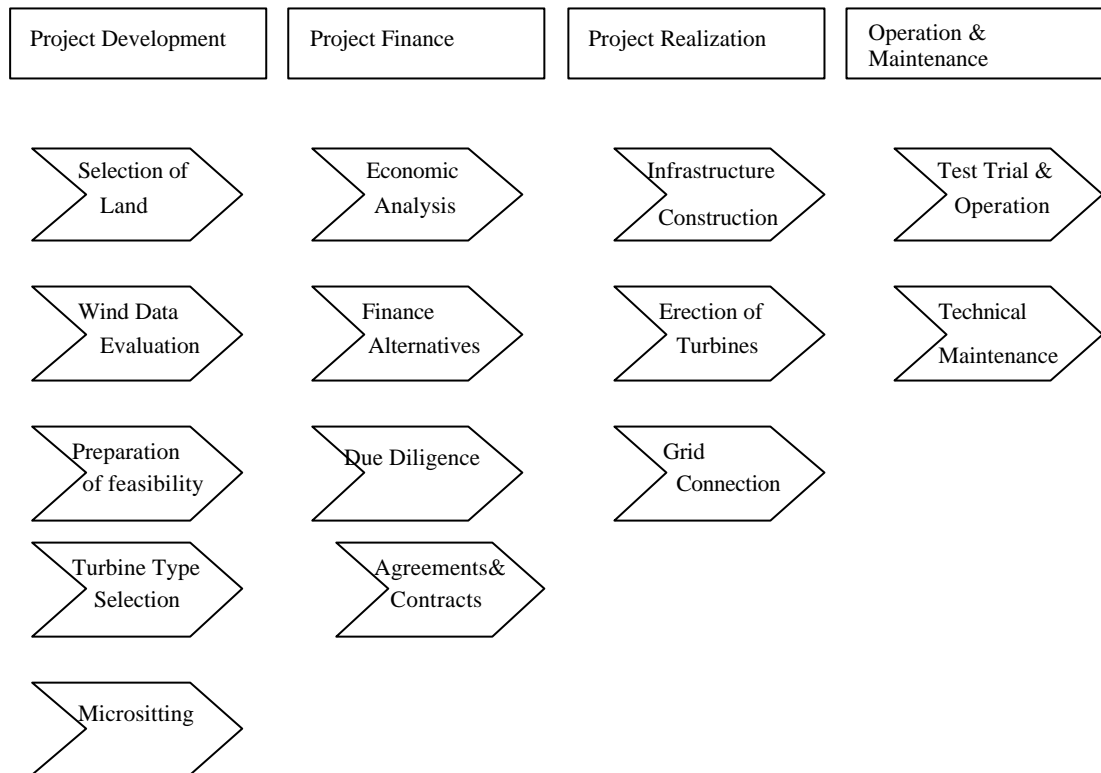 Project Development
Project Finance
Project Realization
Operation &
Maintenance
Selection of
Land
Economic
Analysis
Infrastructure
Construction
Test Trial &
Operation
Wind Data
Evaluation
Finance
Alternatives
Erection of
Turbines
Technical
Maintenance
Preparation
of feasibility
Due Diligence
Grid
Connection
Turbine Type
Selection
Agreements&
Contracts
Micrositting